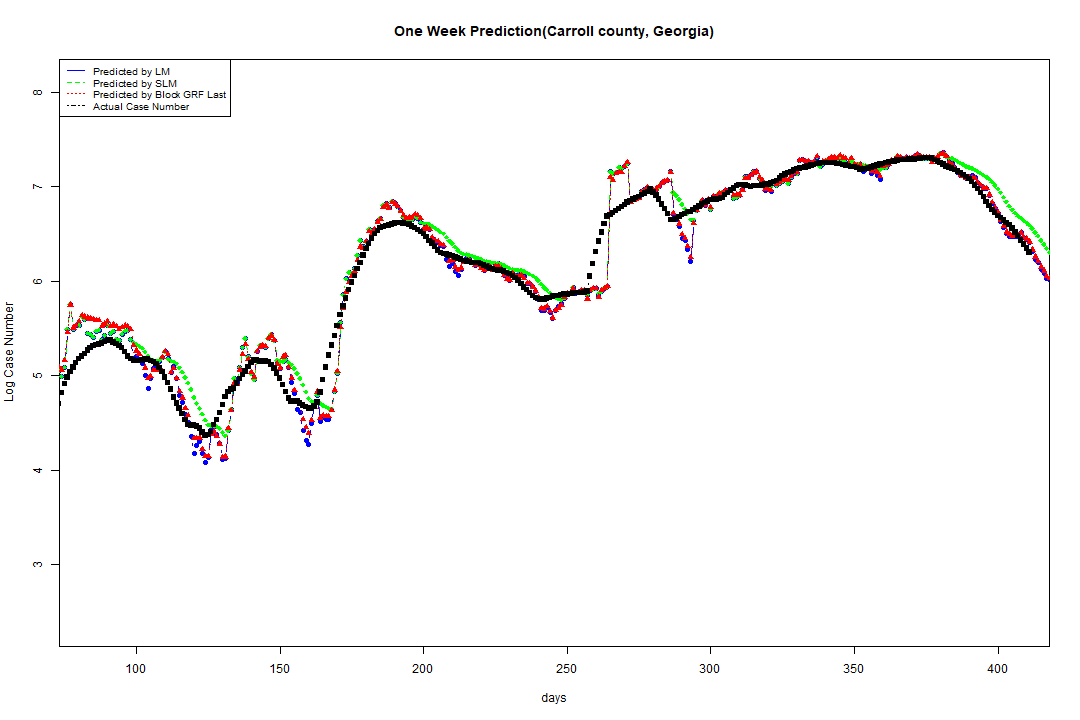 One Week Prediction(Carroll county, Georgia)
Predicted by LM
Predicted by SLM
Predicted by Block GRF Last
Actual Case Number
8
7
6
5
4
3
Log Case Number
100 150 200 250 300 350 400
days